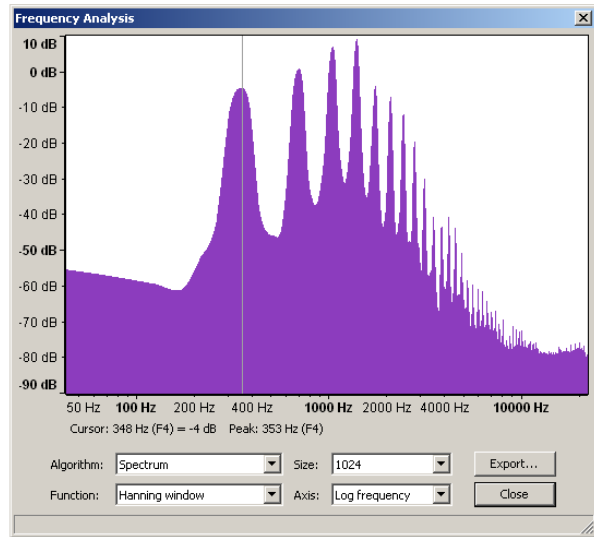 Frequency Analysis
10 dB
0 dB
-10 dB
-20 dB
-30 dB
-40 dB
-50 dB
-60 dB
-70 dB
-80 dB
-90 dB
50 Hz 100 Hz 200 Hz 400 Hz 1000 Hz 2000 Hz 4000 Hz 10000 Hz
Cursor: 348 Hz (F4) = -4 dB Peak: 353 Hz (F4)
Algorithm: Spectrum Size: 1024 Export...
Function: Hanning window Axis: Log frequency Close